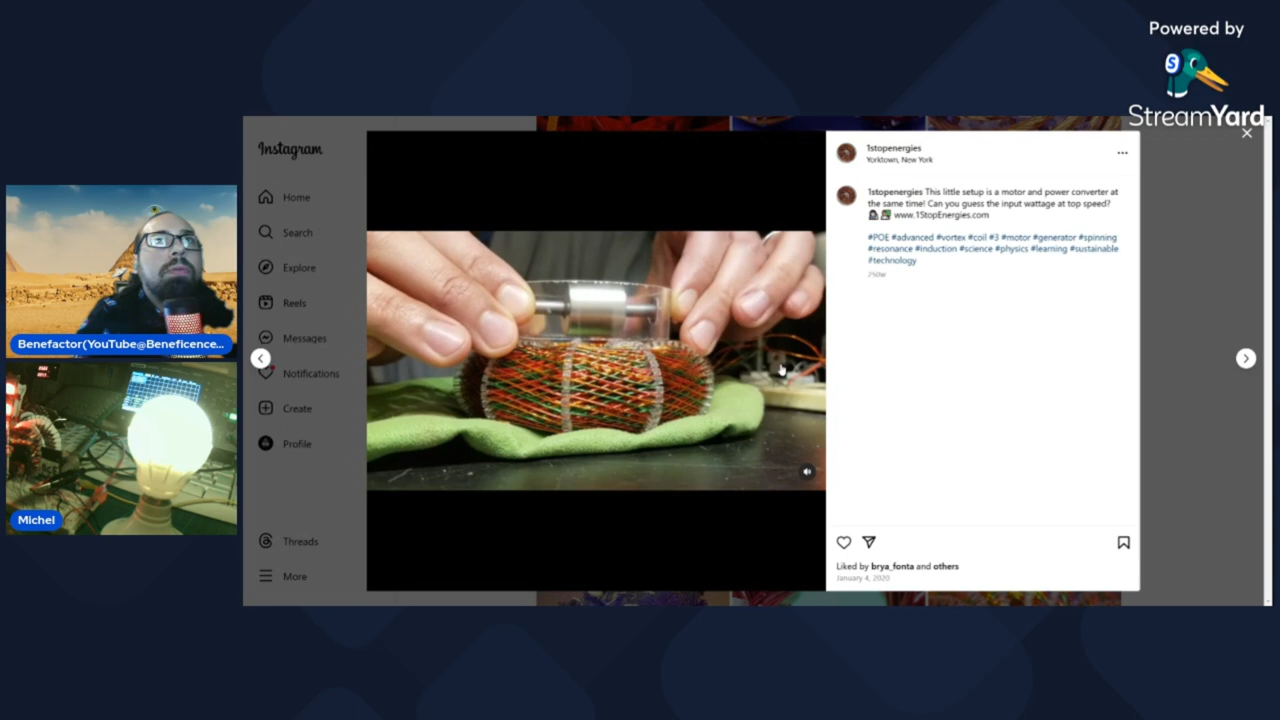 Powered by
StreamYard
Instagram
Home
Search
Explore
Reels
Messages
Notifications
Create
Profile
Threads
More
1stopenergies
Yorktown, New York
1stopenergies This little setup is a motor and power converter at
the same time! Can you guess the input wattage at top speed?
www.1StopEnergies.com
#POE #advanced #vortex #coil #3 #motor #generator #spinning
#resonance #induction #science #physics #learning #sustainable
#technology
250w
Liked by brya_fonta and others
January 4, 2020
Benefactor(YouTube@Beneficence...
Michel